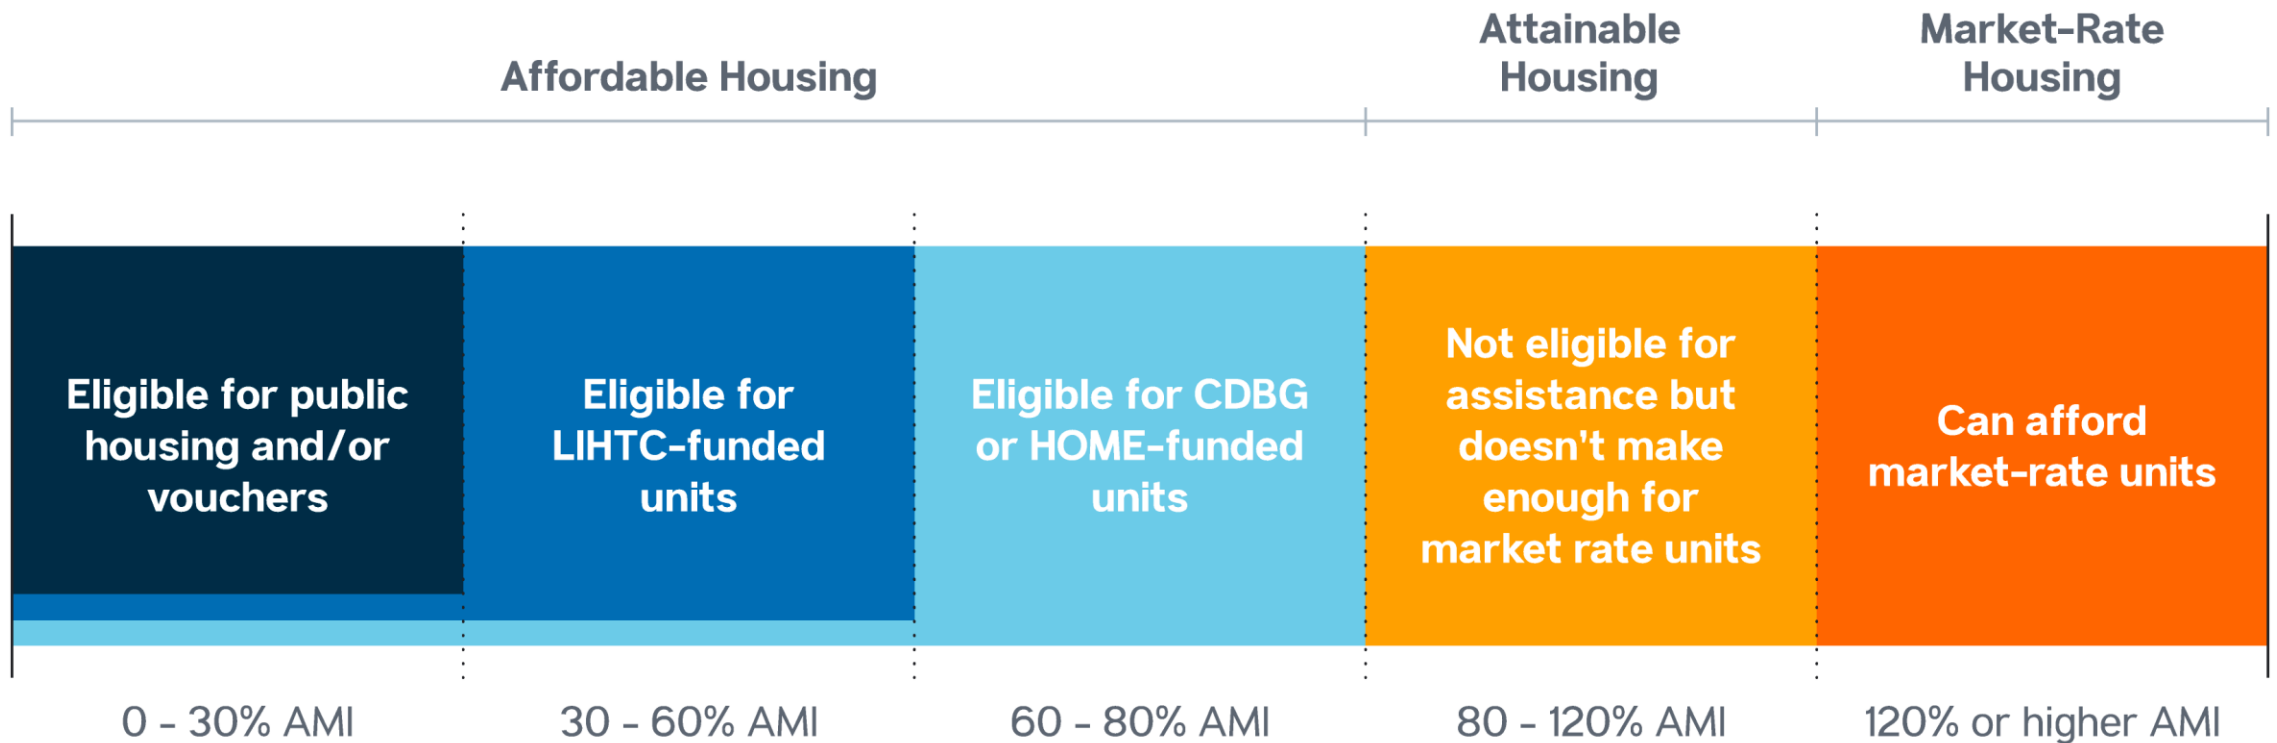 Affordable Housing
Attainable
Housing
Market-Rate
Housing
Eligible for public
housing and/or
vouchers
Eligible for
LIHTC-funded
units
Eligible for CDBG
or HOME-funded
units
Not eligible for
assistance but
doesn't make
enough for
market rate units
Can afford
market-rate units
0 - 30% AMI
30 - 60% AMI
60 - 80% AMI
80 - 120% AMI
120% or higher AMI